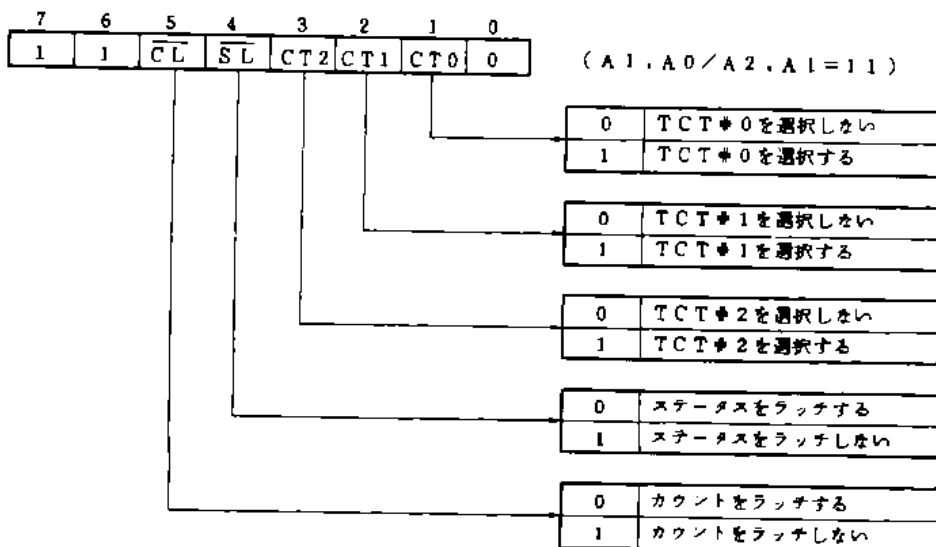 7 6 5 4 3 2 1 0
1 1 C̅L̅ S̅L̅ CT2 CT1 CT0 0
(A1,A0/A2,A1=11)
0 TCT#0を選択しない
1 TCT#0を選択する
0 TCT#1を選択しない
1 TCT#1を選択する
0 TCT#2を選択しない
1 TCT#2を選択する
0 ステータスをラッチする
1 ステータスをラッチしない
0 カウントをラッチする
1 カウントをラッチしない